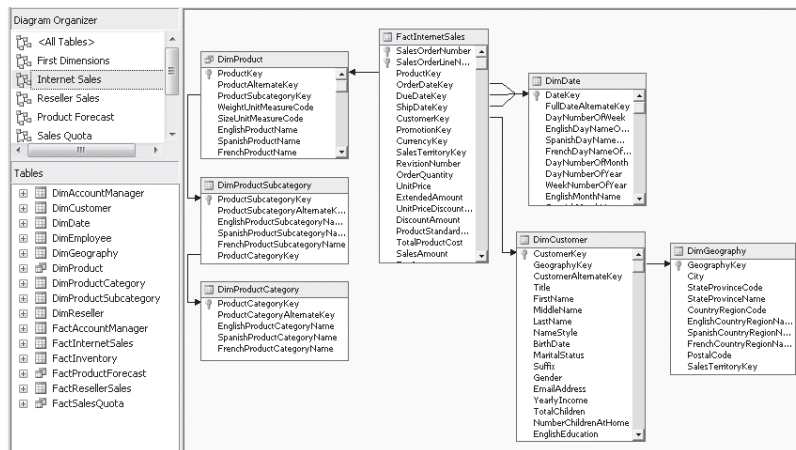 Diagram Organizer
<All Tables>
First Dimensions
Internet Sales
Reseller Sales
Product Forecast
Sales Quota
Tables
DimAccountManager
DimCustomer
DimDate
DimEmployee
DimGeography
DimProduct
DimProductCategory
DimProductSubcategory
DimReseller
FactAccountManager
FactInternetSales
FactInventory
FactProductForecast
FactResellerSales
FactSalesQuota
DimProduct
ProductKey
ProductAlternateKey
ProductSubcategoryKey
WeightUnitMeasureCode
SizeUnitMeasureCode
EnglishProductName
SpanishProductName
FrenchProductName
DimProductSubcategory
ProductSubcategoryKey
ProductSubcategoryAlternateK...
EnglishProductSubcategoryNa...
SpanishProductSubcategoryNa...
FrenchProductSubcategoryName
ProductCategoryKey
DimProductCategory
ProductCategoryKey
ProductCategoryAlternateKey
EnglishProductCategoryName
SpanishProductCategoryName
FrenchProductCategoryName
FactInternetSales
SalesOrderNumber
SalesOrderLineN...
ProductKey
OrderDateKey
DueDateKey
ShipDateKey
CustomerKey
PromotionKey
CurrencyKey
SalesTerritoryKey
RevisionNumber
OrderQuantity
UnitPrice
ExtendedAmount
UnitPriceDiscount...
DiscountAmount
ProductStandard...
TotalProductCost
SalesAmount
DimDate
DateKey
FullDateAlternateKey
DayNumberOfWeek
EnglishDayNameO...
SpanishDayName...
FrenchDayNameOf...
DayNumberOfMonth
DayNumberOfYear
WeekNumberOfYear
EnglishMonthName
DimCustomer
CustomerKey
GeographyKey
CustomerAlternateKey
Title
FirstName
MiddleName
LastName
NameStyle
BirthDate
MaritalStatus
Suffix
Gender
EmailAddress
YearlyIncome
TotalChildren
NumberChildrenAtHome
EnglishEducation
DimGeography
GeographyKey
City
StateProvinceCode
StateProvinceName
CountryRegionCode
EnglishCountryRegionNa...
SpanishCountryRegionN...
FrenchCountryRegionNa...
PostalCode
SalesTerritoryKey